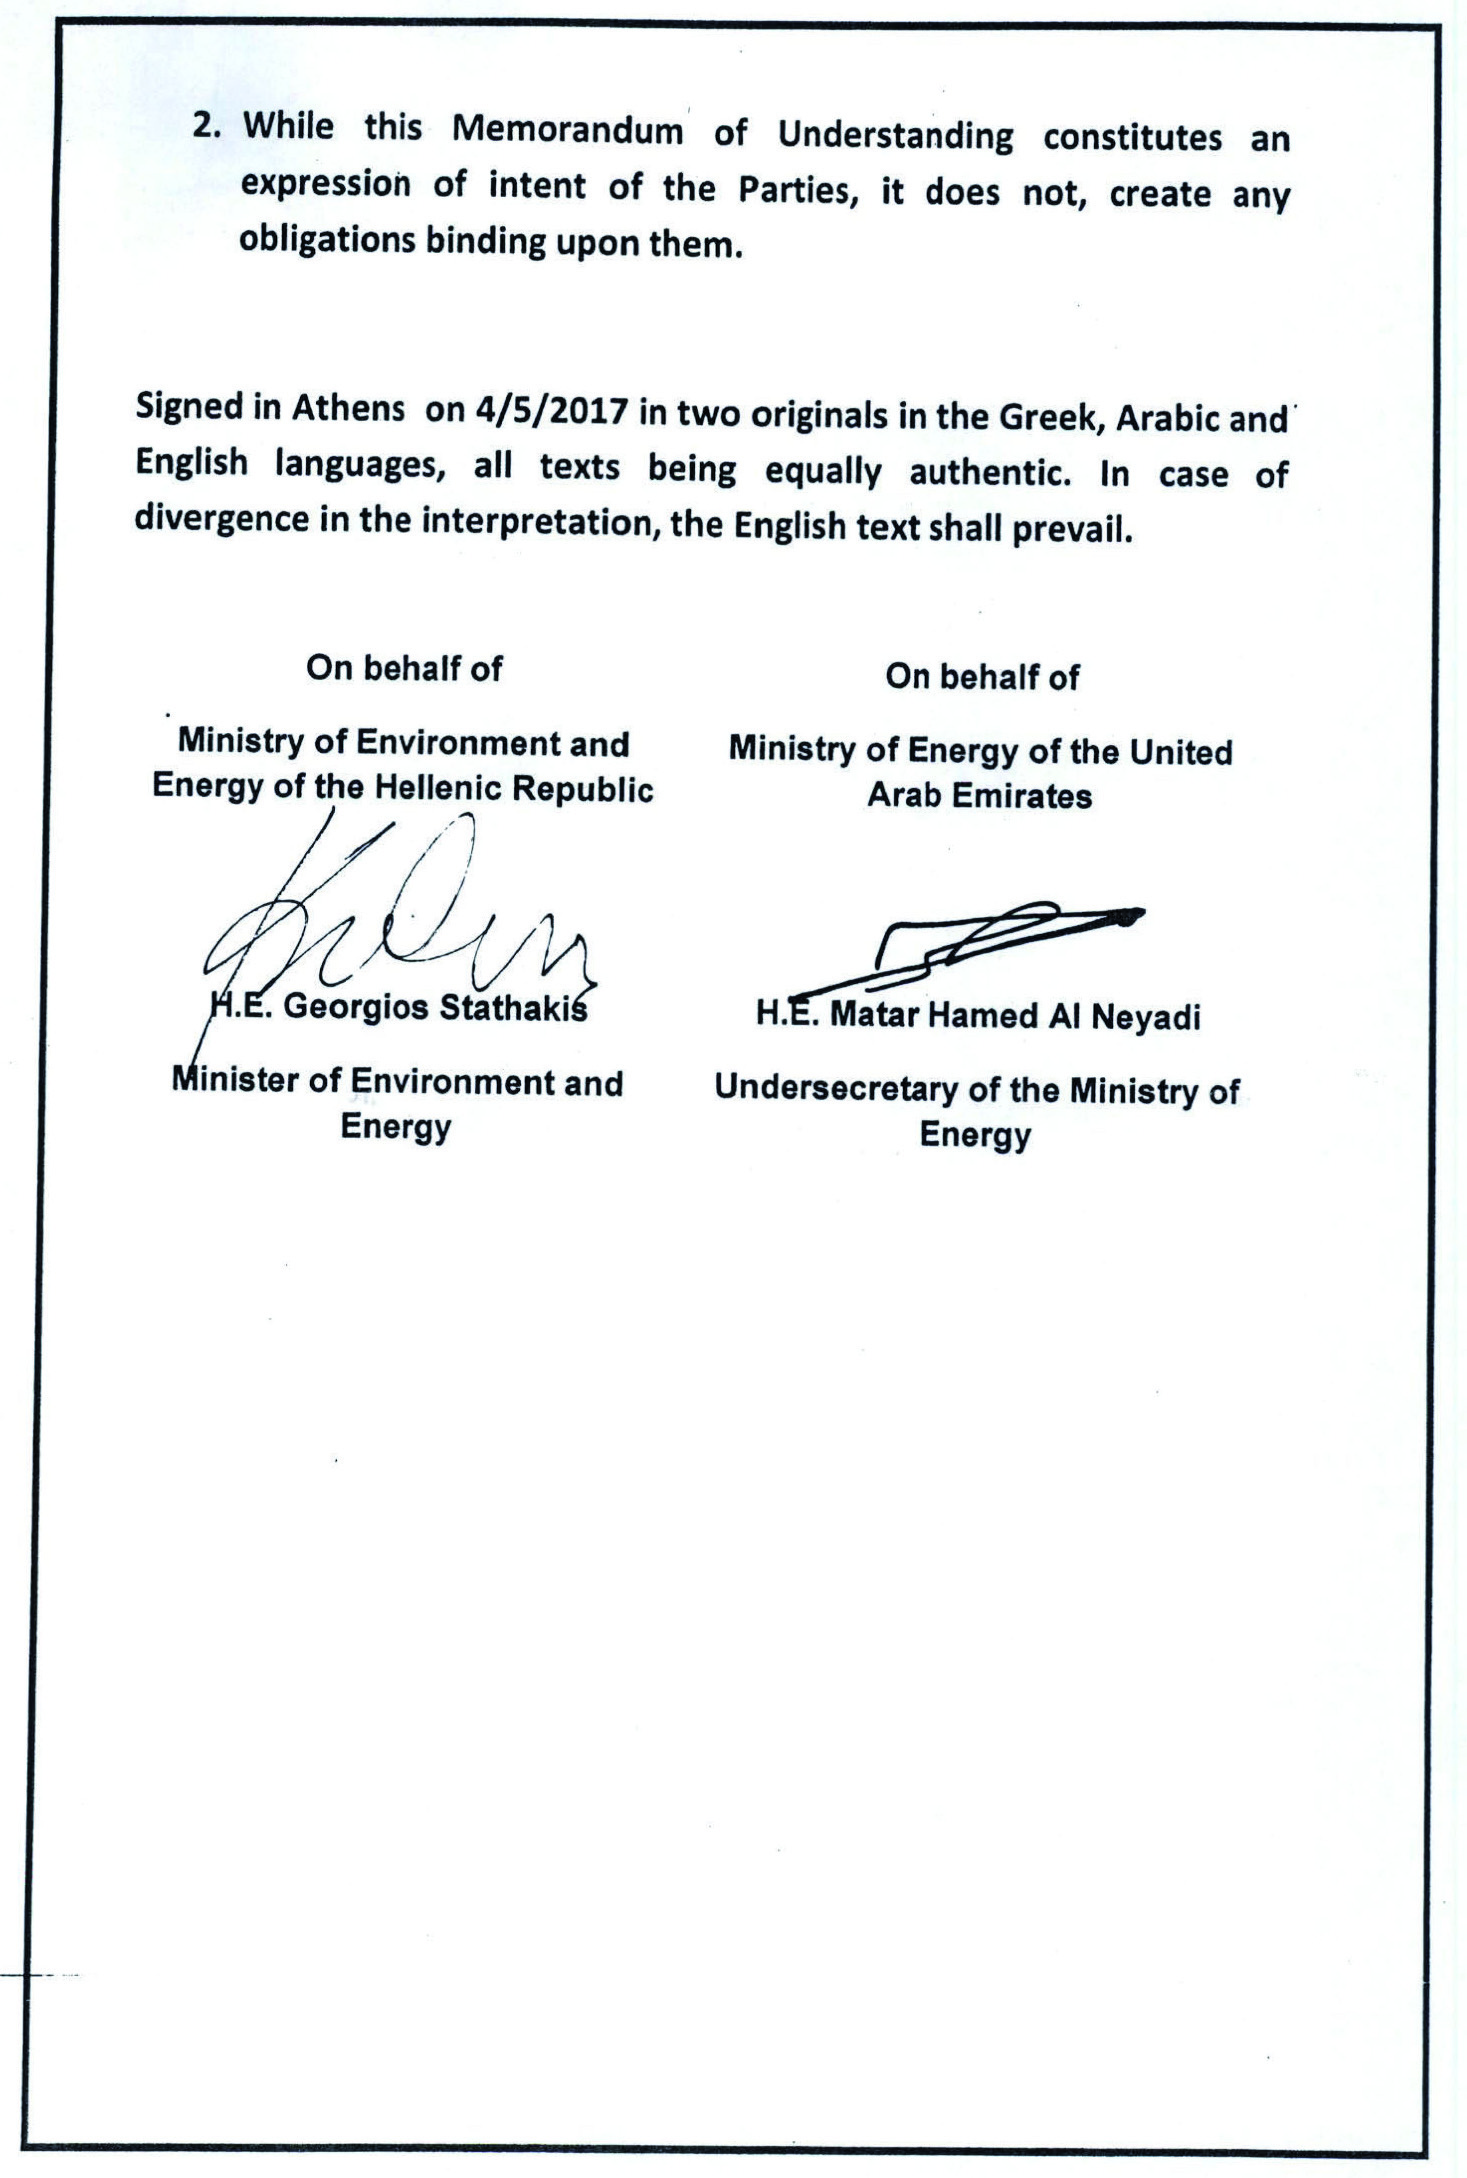 2. While this Memorandum of Understanding constitutes an
expression of intent of the Parties, it does not, create any
obligations binding upon them.
Signed in Athens on 4/5/2017 in two originals in the Greek, Arabic and
English languages, all texts being equally authentic. In case of
divergence in the interpretation, the English text shall prevail.
On behalf of
Ministry of Environment and
Energy of the Hellenic Republic
H.E. Georgios Stathakis
Minister of Environment and
Energy
On behalf of
Ministry of Energy of the United
Arab Emirates
H.E. Matar Hamed Al Neyadi
Undersecretary of the Ministry of
Energy